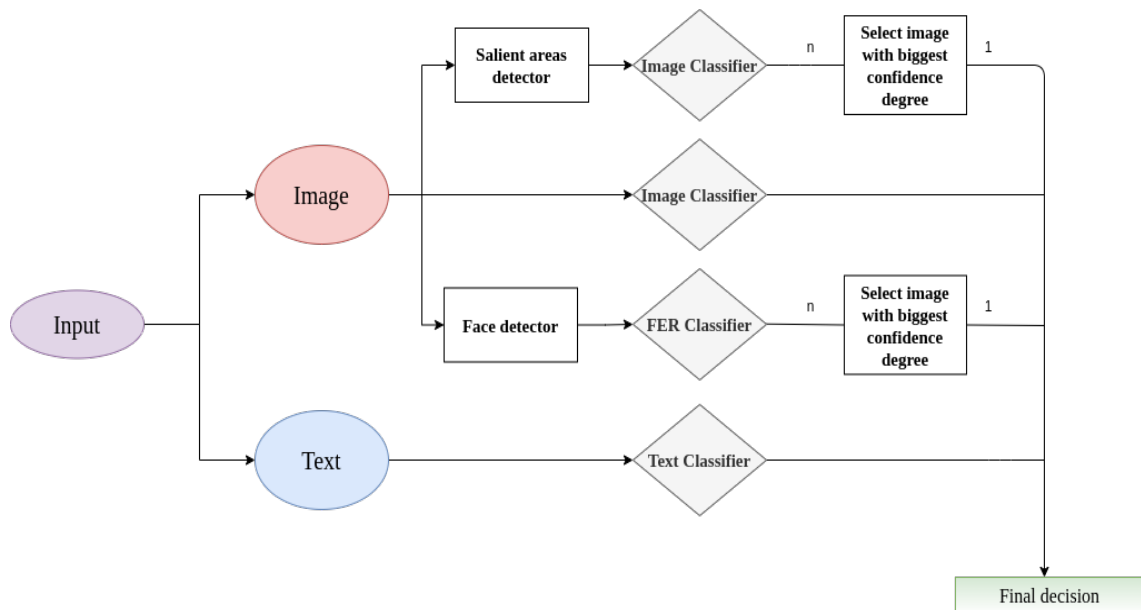 Salient areas
detector
Image Classifier
n
Select image
with biggest
confidence
degree
1
Image
Image Classifier
Input
Face detector
FER Classifier
n
Select image
with biggest
confidence
degree
1
Text
Text Classifier
Final decision